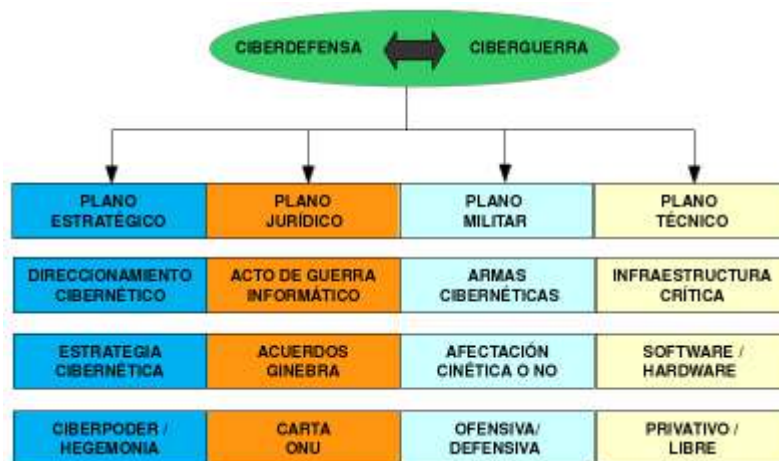 CIBERDEFENSA CIBERGUERRA
PLANO
ESTRATÉGICO
PLANO
JURÍDICO
PLANO
MILITAR
PLANO
TÉCNICO
DIRECCIONAMIENTO
CIBERNÉTICO
ACTO DE GUERRA
INFORMÁTICO
ARMAS
CIBERNÉTICAS
INFRAESTRUCTURA
CRÍTICA
ESTRATEGIA
CIBERNÉTICA
ACUERDOS
GINEBRA
AFECTACIÓN
CINÉTICA O NO
SOFTWARE /
HARDWARE
CIBERPODER /
HEGEMONIA
CARTA
ONU
OFENSIVA/
DEFENSIVA
PRIVATIVO /
LIBRE